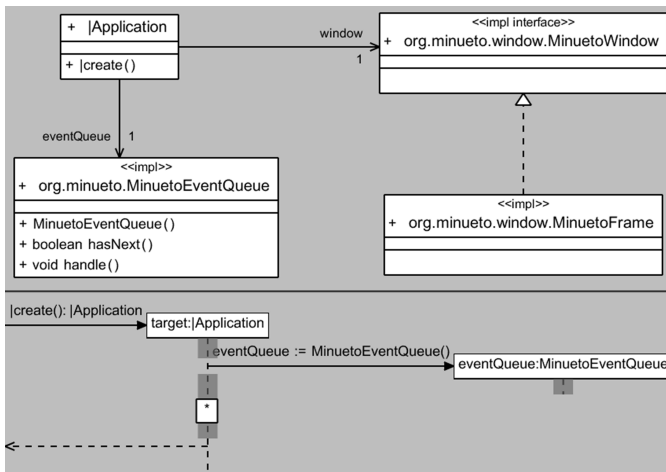 + |Application
+ |create()
window
1
<<impl interface>>
+ org.minueto.window.MinuetoWindow
eventQueue 1
<<impl>>
+ org.minueto.MinuetoEventQueue
+ MinuetoEventQueue()
+ boolean hasNext()
+ void handle()
<<impl>>
+ org.minueto.window.MinuetoFrame
|create(): |Application
target:|Application
eventQueue := MinuetoEventQueue()
eventQueue:MinuetoEventQueue
*